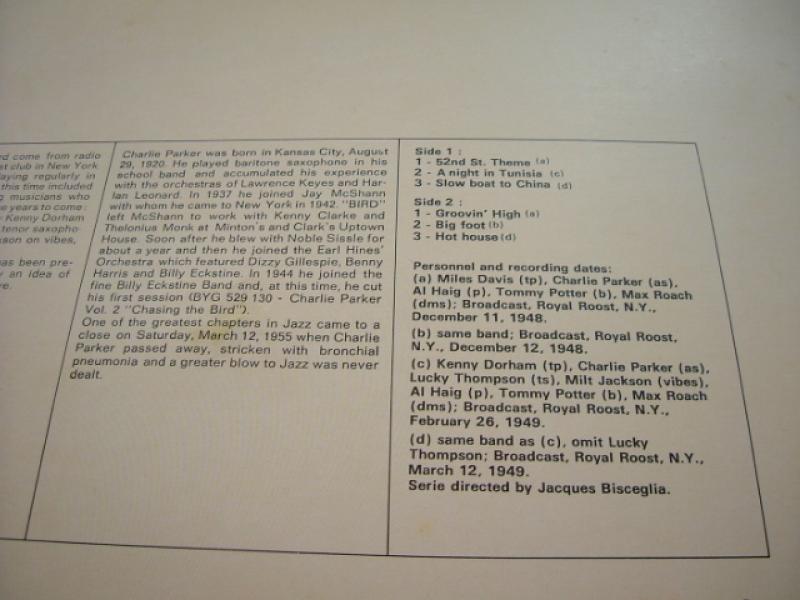 rd come from radio
st club in New York
aying regularly in
this time included
g musicians who
e years to come:
Kenny Dorham
tenor saxopho-
kson on vibes,
has been pre-
y an idea of
e.
Charlie Parker was born in Kansas City, August
29, 1920. He played baritone saxophone in his
school band and accumulated his experience
with the orchestras of Lawrence Keyes and Har-
lan Leonard. In 1937 he joined Jay McShann
with whom he came to New York in 1942. "BIRD"
left McShann to work with Kenny Clarke and
Thelonius Monk at Minton's and Clark's Uptown
House. Soon after he blew with Noble Sissle for
about a year and then he joined the Earl Hines'
Orchestra which featured Dizzy Gillespie, Benny
Harris and Billy Eckstine. In 1944 he joined the
fine Billy Eckstine Band and, at this time, he cut
his first session (BYG 529 130 - Charlie Parker
Vol. 2 "Chasing the Bird").
One of the greatest chapters in Jazz came to a
close on Saturday, March 12, 1955 when Charlie
Parker passed away, stricken with bronchial
pneumonia and a greater blow to Jazz was never
dealt.
Side 1 :
1 - 52nd St. Theme (a)
2 - A night in Tunisia (c)
3 - Slow boat to China (d)
Side 2 :
1 - Groovin' High (a)
2 - Big foot (b)
3 - Hot house (d)
Personnel and recording dates:
(a) Miles Davis (tp), Charlie Parker (as),
Al Haig (p), Tommy Potter (b), Max Roach
(dms); Broadcast, Royal Roost, N.Y.,
December 11, 1948.
(b) same band; Broadcast, Royal Roost,
N.Y., December 12, 1948.
(c) Kenny Dorham (tp), Charlie Parker (as),
Lucky Thompson (ts), Milt Jackson (vibes),
Al Haig (p), Tommy Potter (b), Max Roach
(dms); Broadcast, Royal Roost, N.Y.,
February 26, 1949.
(d) same band as (c), omit Lucky
Thompson; Broadcast, Royal Roost, N.Y.,
March 12, 1949.
Serie directed by Jacques Bisceglia.